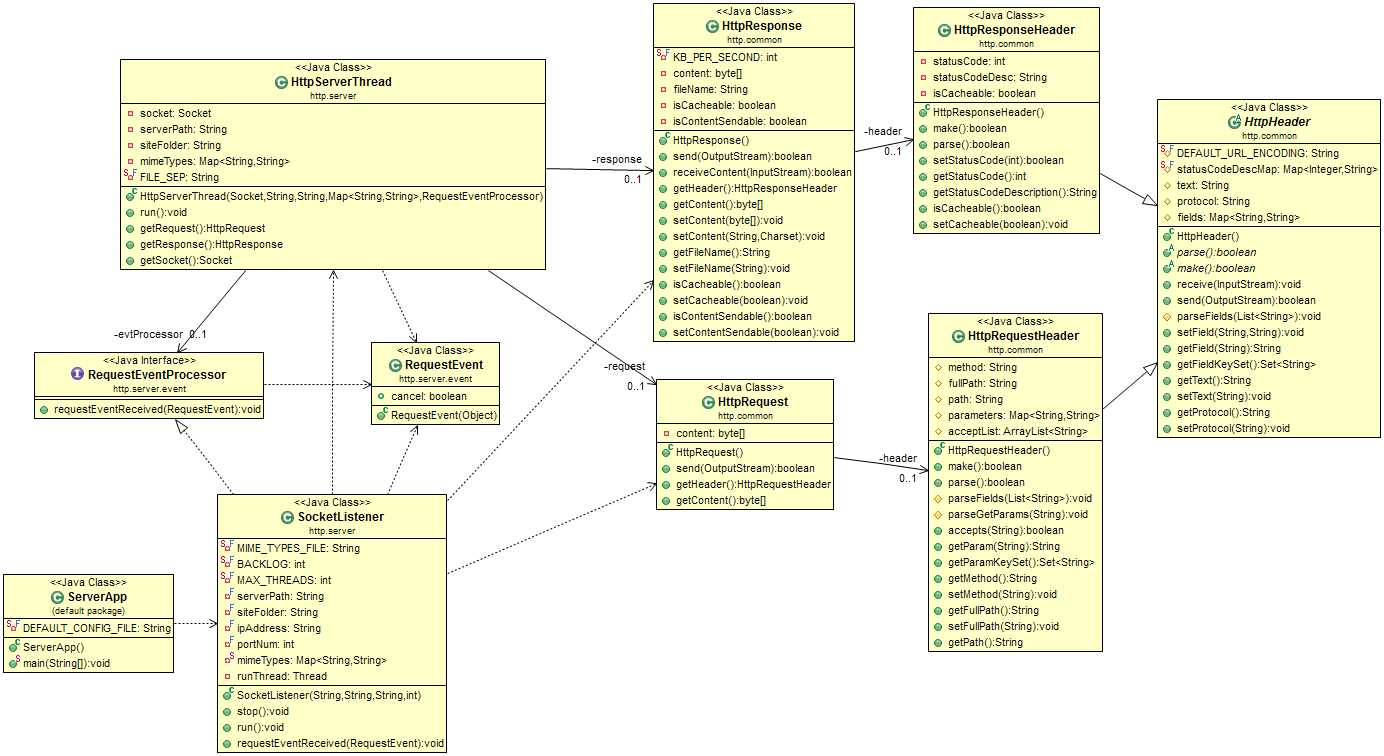 <<Java Class>>
HttpServerThread
http.server
socket: Socket
serverPath: String
siteFolder: String
mimeTypes: Map<String,String>
FILE_SEP: String
HttpServerThread(Socket,String,String,Map<String,String>,RequestEventProcessor)
run():void
getRequest():HttpRequest
getResponse():HttpResponse
getSocket():Socket
-response
0..1
<<Java Class>>
HttpResponse
http.common
KB_PER_SECOND: int
content: byte[]
fileName: String
isCacheable: boolean
isContentSendable: boolean
HttpResponse()
send(OutputStream):boolean
receiveContent(InputStream):boolean
getHeader():HttpResponseHeader
getContent():byte[]
setContent(byte[]):void
setContent(String,Charset):void
getFileName():String
setFileName(String):void
isCacheable():boolean
setCacheable(boolean):void
isContentSendable():boolean
setContentSendable(boolean):void
-header
0..1
<<Java Class>>
HttpResponseHeader
http.common
statusCode: int
statusCodeDesc: String
isCacheable: boolean
HttpResponseHeader()
make():boolean
parse():boolean
setStatusCode(int):boolean
getStatusCode():int
getStatusCodeDescription():String
isCacheable():boolean
setCacheable(boolean):void
<<Java Class>>
HttpHeader
http.common
DEFAULT_URL_ENCODING: String
statusCodeDescMap: Map<Integer,String>
text: String
protocol: String
fields: Map<String,String>
HttpHeader()
parse():boolean
make():boolean
receive(InputStream):void
send(OutputStream):boolean
parseFields(List<String>):void
setField(String,String):void
getField(String):String
getFieldKeySet():Set<String>
getText():String
setText(String):void
getProtocol():String
setProtocol(String):void
-evtProcessor 0..1
<<Java Interface>>
RequestEventProcessor
http.server.event
requestEventReceived(RequestEvent):void
<<Java Class>>
RequestEvent
http.server.event
cancel: boolean
RequestEvent(Object)
-request
0..1
<<Java Class>>
HttpRequest
http.common
content: byte[]
HttpRequest()
send(OutputStream):boolean
getHeader():HttpRequestHeader
getContent():byte[]
-header
0..1
<<Java Class>>
HttpRequestHeader
http.common
method: String
fullPath: String
path: String
parameters: Map<String,String>
acceptList: ArrayList<String>
HttpRequestHeader()
make():boolean
parse():boolean
parseFields(List<String>):void
parseGetParams(String):void
accepts(String):boolean
getParam(String):String
getParamKeySet():Set<String>
getMethod():String
setMethod(String):void
getFullPath():String
setFullPath(String):void
getPath():String
<<Java Class>>
SocketListener
http.server
MIME_TYPES_FILE: String
BACKLOG: int
MAX_THREADS: int
serverPath: String
siteFolder: String
ipAddress: String
portNum: int
mimeTypes: Map<String,String>
runThread: Thread
SocketListener(String,String,String,int)
stop():void
run():void
requestEventReceived(RequestEvent):void
<<Java Class>>
ServerApp
(default package)
DEFAULT_CONFIG_FILE: String
ServerApp()
main(String[]):void